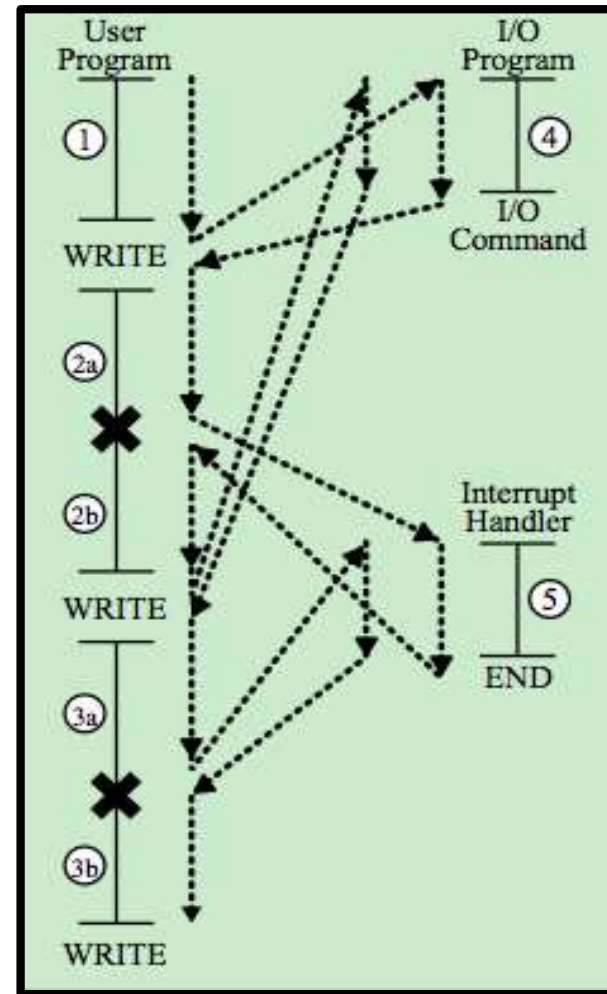 User
Program
1
WRITE
2a
2b
WRITE
3a
3b
WRITE
I/O
Program
4
I/O
Command
Interrupt
Handler
5
END